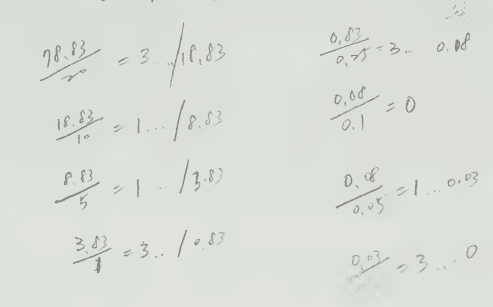 78.83/20 = 3... 18.83
18.83/10 = 1... 8.83
8.83/5 = 1... 3.83
3.83/1 = 3... 0.83
0.83/0.25 = 3... 0.08
0.08/0.1 = 0
0.08/0.05 = 1...0.03
0.03/ = 3... 0